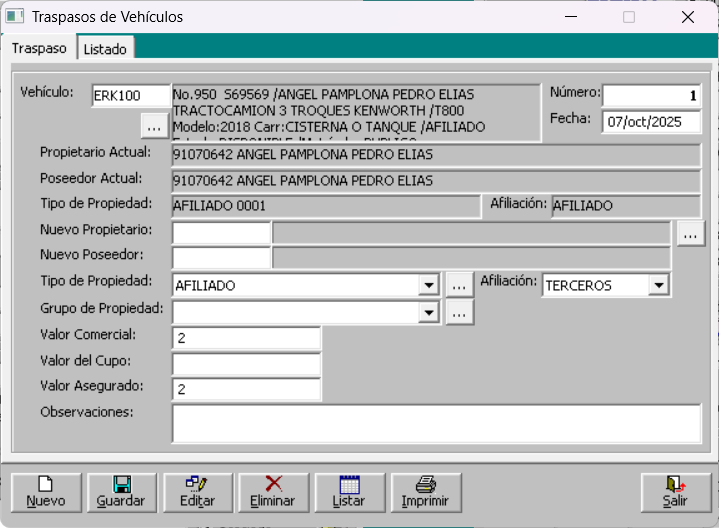 Traspasos de Vehículos
Traspaso Listado
Vehículo: ERK100
No.950 S69569 /ANGEL PAMPLONA PEDRO ELIAS
TRACTOCAMION 3 TROQUES KENWORTH /T800
Modelo:2018 Carr:CISTERNA O TANQUE /AFILIADO
Número: 1
Fecha: 07/oct/2025
...
Propietario Actual: 91070642 ANGEL PAMPLONA PEDRO ELIAS
Poseedor Actual: 91070642 ANGEL PAMPLONA PEDRO ELIAS
Tipo de Propiedad: AFILIADO 0001 Afiliación: AFILIADO
Nuevo Propietario: ...
Nuevo Poseedor:
Tipo de Propiedad: AFILIADO ... Afiliación: TERCEROS
Grupo de Propiedad: ...
Valor Comercial: 2
Valor del Cupo:
Valor Asegurado: 2
Observaciones:
Nuevo Guardar Editar Eliminar Listar Imprimir Salir